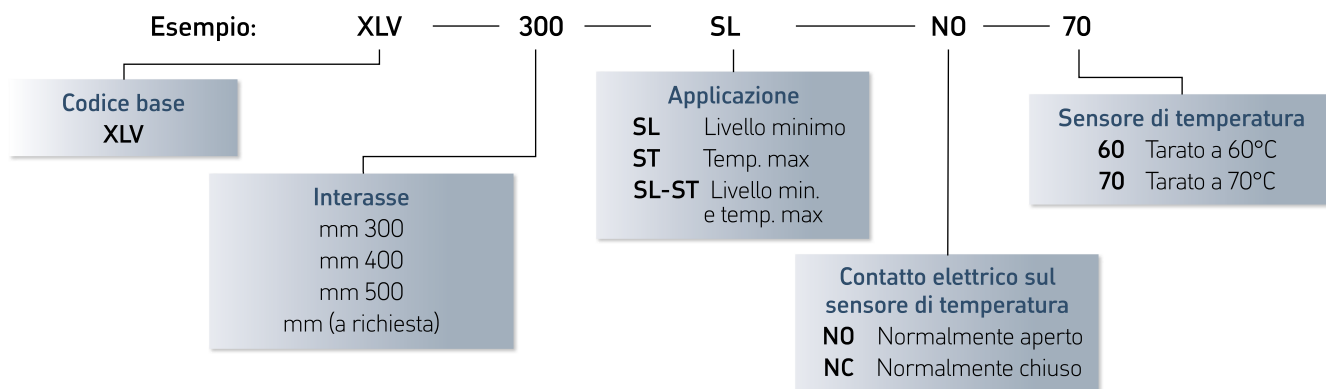 Esempio: XLV 300 SL NO 70
Codice base
XLV
Interasse
mm 300
mm 400
mm 500
mm (a richiesta)
Applicazione
SL Livello minimo
ST Temp. max
SL-ST Livello min.
e temp. max
Contatto elettrico sul
sensore di temperatura
NO Normalmente aperto
NC Normalmente chiuso
Sensore di temperatura
60 Tarato a 60°C
70 Tarato a 70°C